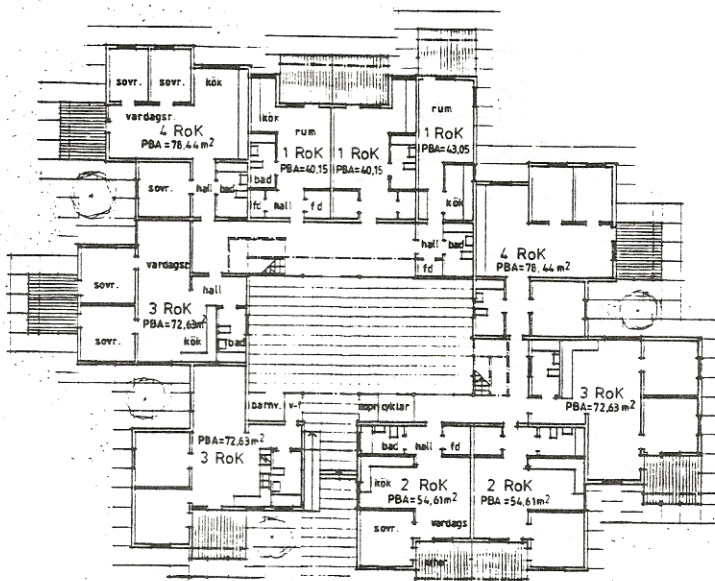 sovr.
sovr.
kök
vardagsr.
4 RoK
PBA=78,44 m²
sovr.
hall
bad
kök
rum
1 RoK
PBA=40,15
bad
hall
fd
1 RoK
PBA=40,15
rum
1 RoK
PBA=43,05
kök
hall
bad
fd
4 RoK
PBA=78,44 m²
vardagsr
sovr.
hall
3 RoK
PBA=72,63m²
sovr.
kök
bad
3 RoK
PBA=72,63 m²
barnv.
PBA=72,63 m²
3 RoK
cyklar
bad
hall
fd
kök
2 RoK
PBA=54,61m²
sovr.
vardags
2 RoK
PBA=54,61m²